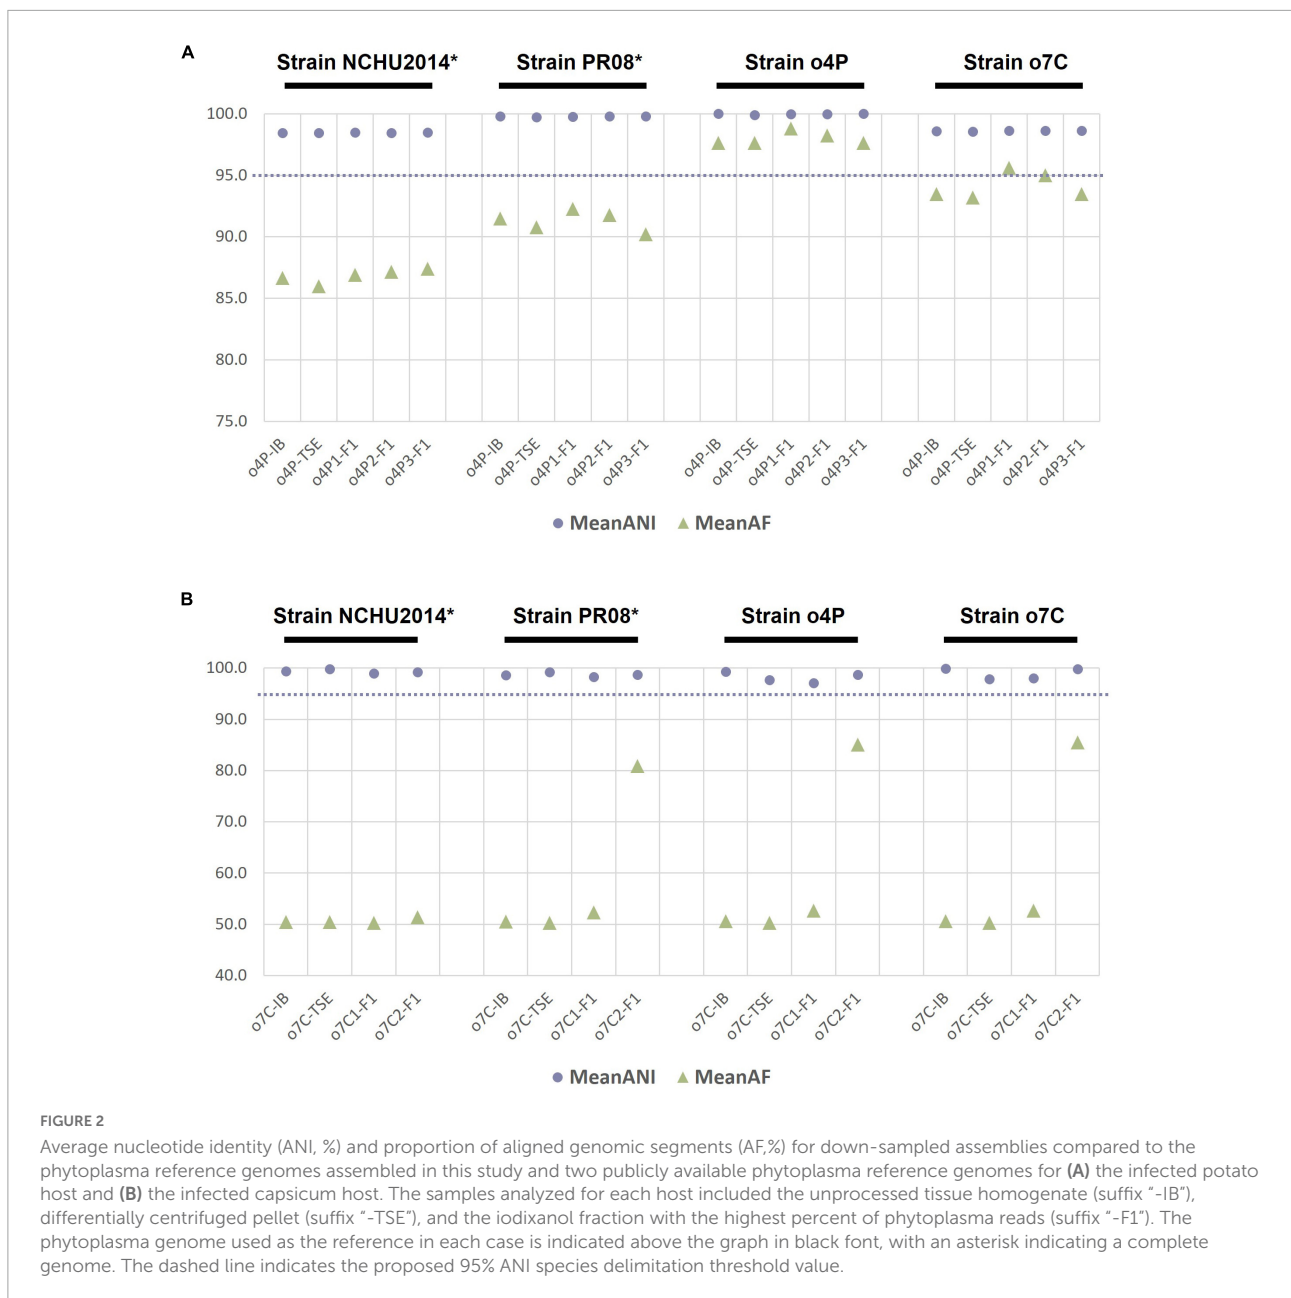 A
Strain NCHU2014*
Strain PR08*
Strain o4P
Strain o7C
100.0
95.0
90.0
85.0
80.0
75.0
o4P-IB
o4P-TSE
o4P1-F1
o4P2-F1
o4P3-F1
o4P-IB
o4P-TSE
o4P1-F1
o4P2-F1
o4P3-F1
o4P-IB
o4P-TSE
o4P1-F1
o4P2-F1
o4P3-F1
o4P-IB
o4P-TSE
o4P1-F1
o4P2-F1
o4P3-F1
MeanANI
MeanAF
B
Strain NCHU2014*
Strain PR08*
Strain o4P
Strain o7C
100.0
90.0
80.0
70.0
60.0
50.0
40.0
o7C-IB
o7C-TSE
o7C1-F1
o7C2-F1
o7C-IB
o7C-TSE
o7C1-F1
o7C2-F1
o7C-IB
o7C-TSE
o7C1-F1
o7C2-F1
o7C-IB
o7C-TSE
o7C1-F1
o7C2-F1
MeanANI
MeanAF
FIGURE 2
Average nucleotide identity (ANI, %) and proportion of aligned genomic segments (AF,%) for down-sampled assemblies compared to the
phytoplasma reference genomes assembled in this study and two publicly available phytoplasma reference genomes for (A) the infected potato
host and (B) the infected capsicum host. The samples analyzed for each host included the unprocessed tissue homogenate (suffix "-IB"),
differentially centrifuged pellet (suffix "-TSE"), and the iodixanol fraction with the highest percent of phytoplasma reads (suffix "-F1"). The
phytoplasma genome used as the reference in each case is indicated above the graph in black font, with an asterisk indicating a complete
genome. The dashed line indicates the proposed 95% ANI species delimitation threshold value.